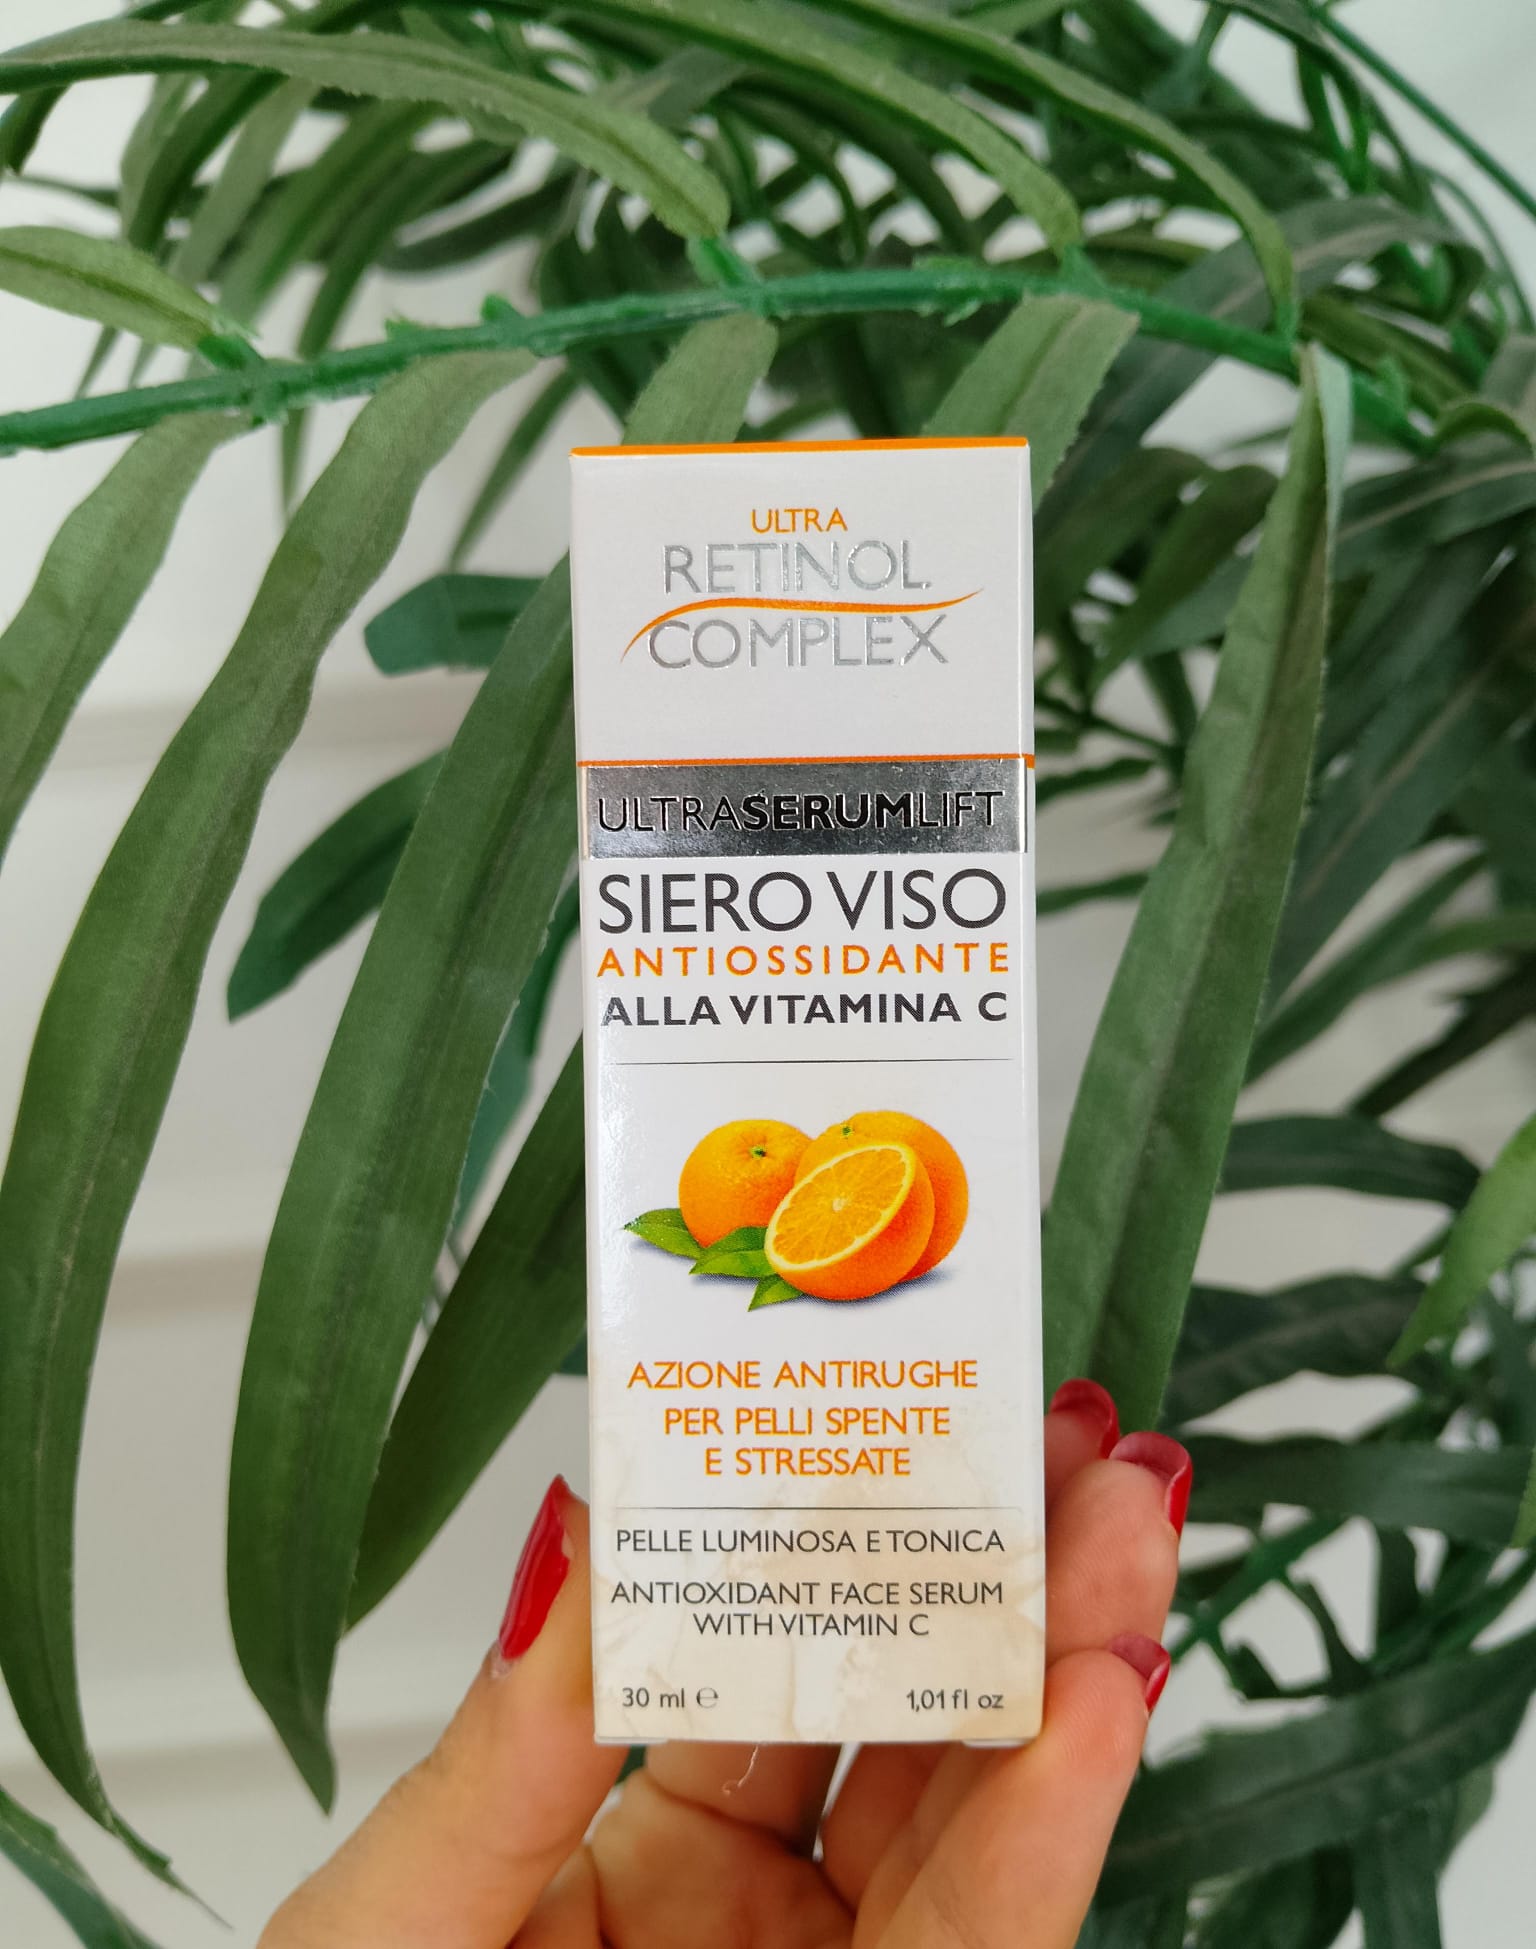 ULTRA
RETINOL
COMPLEX
ULTRASERUMLIFT
SIERO VISO
ANTIOSSIDANTE
ALLA VITAMINA C
AZIONE ANTIRUGHE
PER PELLI SPENTE
E STRESSATE
PELLE LUMINOSA E TONICA
ANTIOXIDANT FACE SERUM
WITH VITAMIN C
30 ml ℮
1,01 fl oz